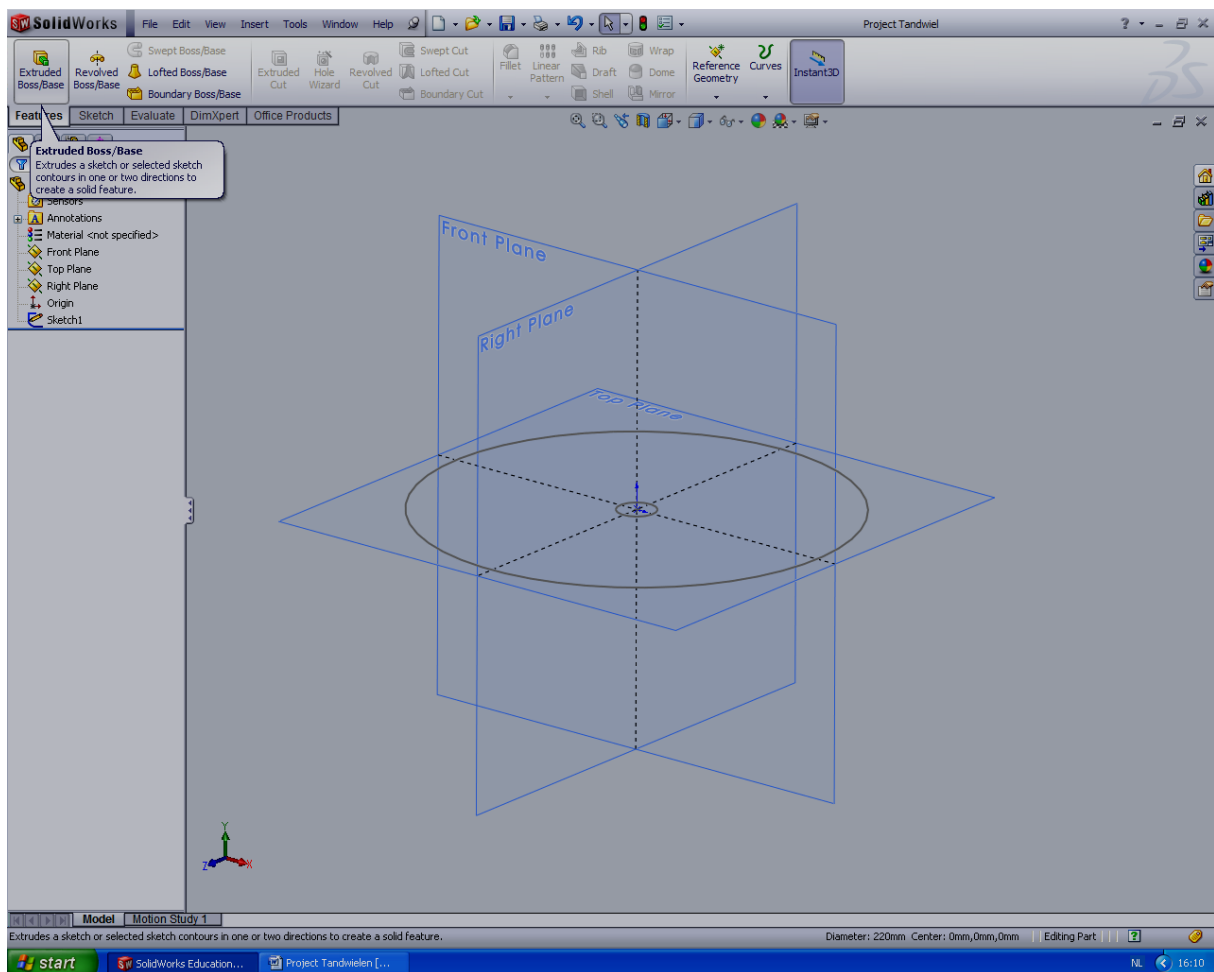 SolidWorks File Edit View Insert Tools Window Help Project Tandwiel
Extruded Boss/Base
Revolved Boss/Base
Swept Boss/Base
Lofted Boss/Base
Boundary Boss/Base
Extruded Cut
Hole Wizard
Revolved Cut
Swept Cut
Lofted Cut
Boundary Cut
Fillet
Linear Pattern
Rib
Draft
Shell
Wrap
Dome
Mirror
Reference Geometry
Curves
Instant3D
Features Sketch Evaluate DimXpert Office Products
Extruded Boss/Base
Extrudes a sketch or selected sketch
contours in one or two directions to
create a solid feature.
Sensors
Annotations
Material <not specified>
Front Plane
Top Plane
Right Plane
Origin
Sketch1
Front Plane
Right Plane
Top Plane
Y
Z X
Model Motion Study 1
Extrudes a sketch or selected sketch contours in one or two directions to create a solid feature. Diameter: 220mm Center: 0mm,0mm,0mm Editing Part
start SolidWorks Education... Project Tandwielen [... NL 16:10